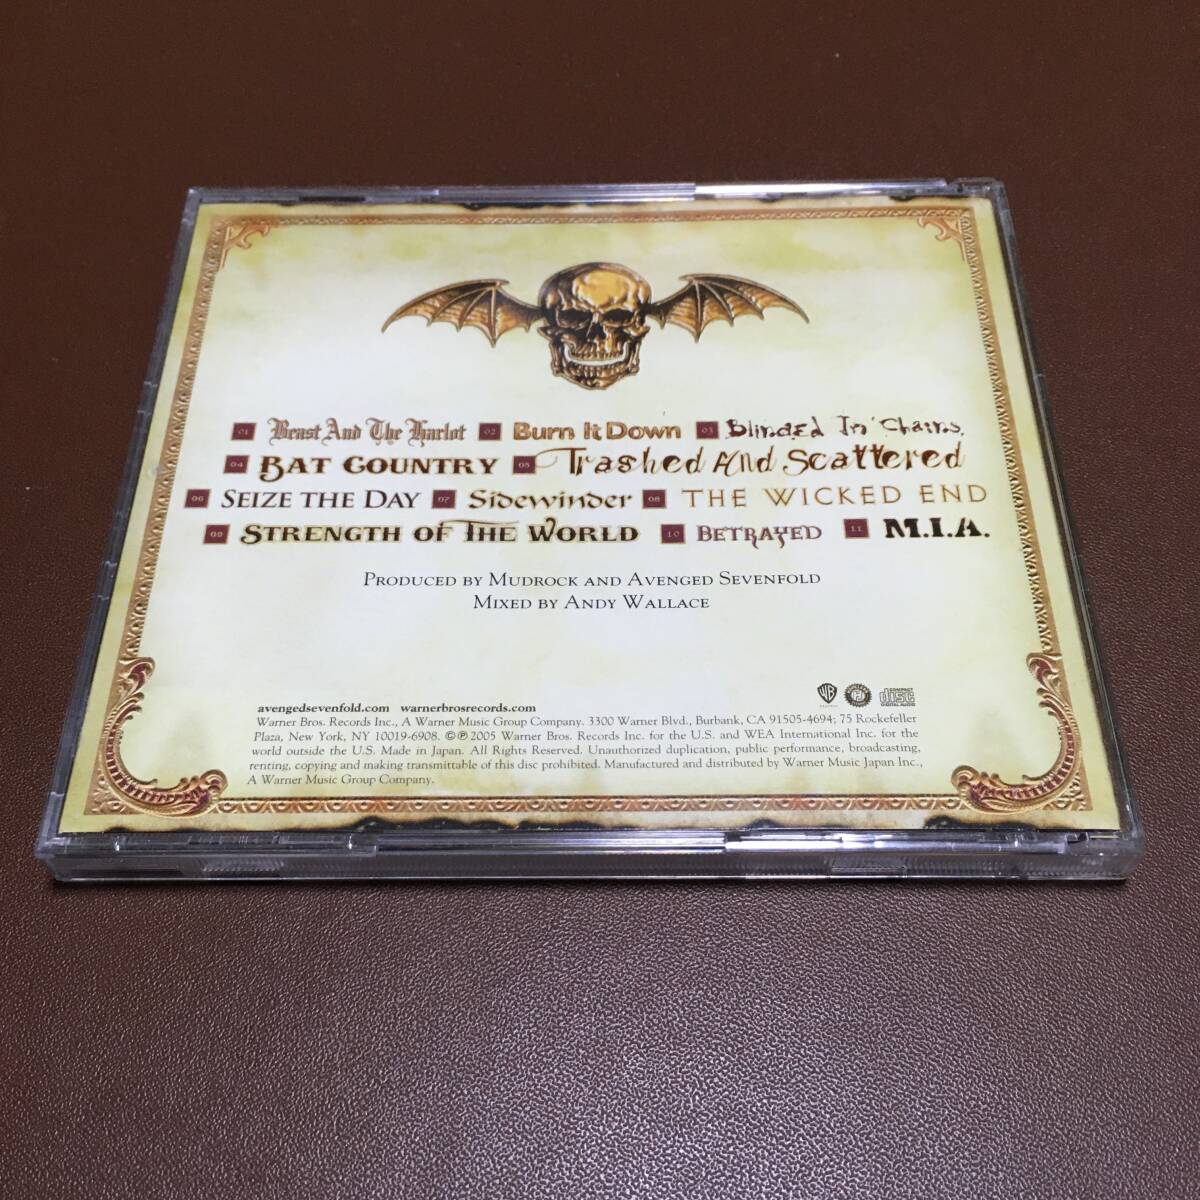 01 Beast And The Harlot 02 Burn It Down 03 Blinded In Chains
04 BAT COUNTRY 05 Trashed And Scattered
06 SEIZE THE DAY 07 Sidewinder 08 THE WICKED END
09 STRENGTH OF THE WORLD 10 BETRAYED 11 M.I.A.
PRODUCED BY MUDROCK AND AVENGED SEVENFOLD
MIXED BY ANDY WALLACE
WB COMPACT disc DIGITAL AUDIO
avengedsevenfold.com warnerbrosrecords.com
Warner Bros. Records Inc., A Warner Music Group Company. 3300 Warner Blvd., Burbank, CA 91505-4694; 75 Rockefeller
Plaza, New York, NY 10019-6908. ©℗ 2005 Warner Bros. Records Inc. for the U.S. and WEA International Inc. for the
world outside the U.S. Made in Japan. All Rights Reserved. Unauthorized duplication, public performance, broadcasting,
renting, copying and making transmittable of this disc prohibited. Manufactured and distributed by Warner Music Japan Inc.,
A Warner Music Group Company.